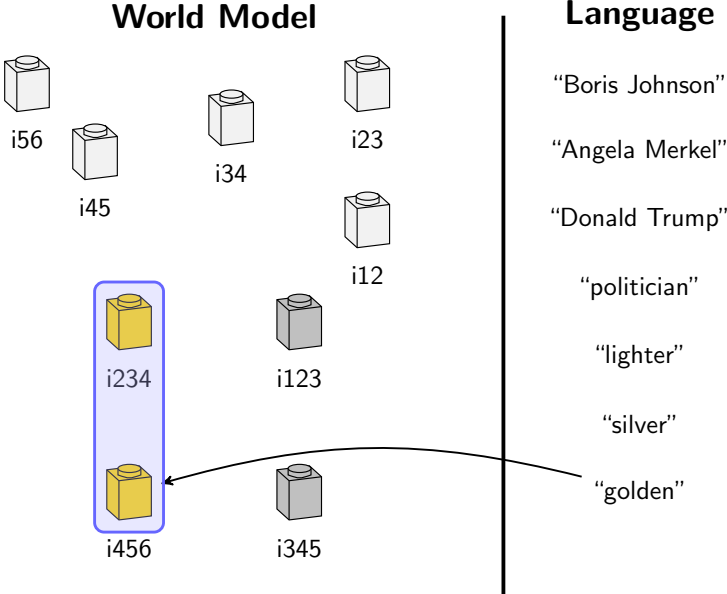 World Model
Language
i56
i45
i34
i23
i12
i234
i123
i456
i345
“Boris Johnson”
“Angela Merkel”
“Donald Trump”
“politician”
“lighter”
“silver”
“golden”